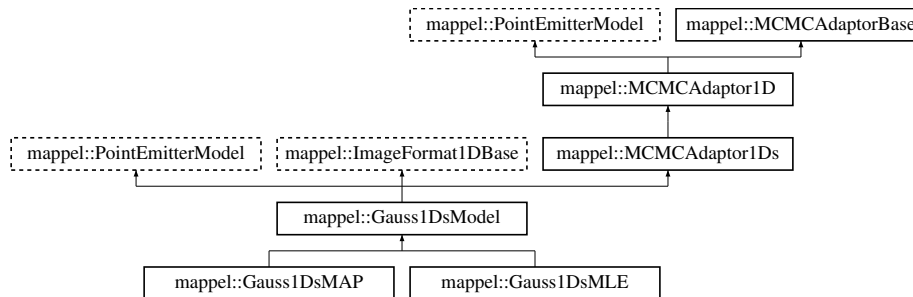 mappel::PointEmitterModel
mappel::MCMCAdaptorBase
mappel::MCMCAdaptor1D
mappel::PointEmitterModel
mappel::ImageFormat1DBase
mappel::MCMCAdaptor1Ds
mappel::Gauss1DsModel
mappel::Gauss1DsMAP
mappel::Gauss1DsMLE